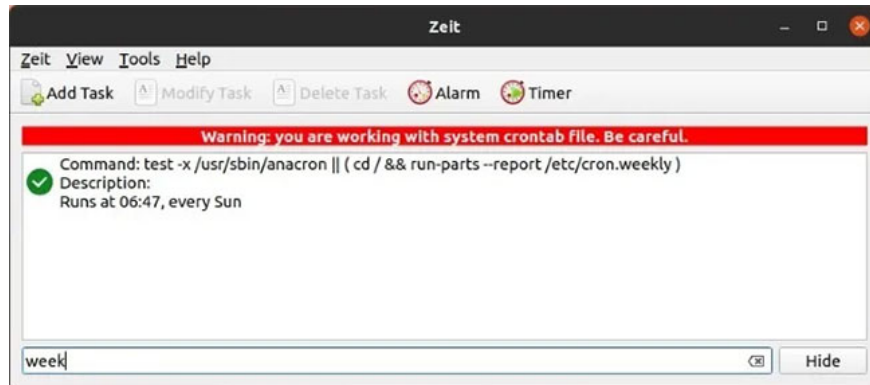 Zeit
Zeit View Tools Help
Add Task Modify Task Delete Task Alarm Timer
Warning: you are working with system crontab file. Be careful.
Command: test -x /usr/sbin/anacron || ( cd / && run-parts --report /etc/cron.weekly )
Description:
Runs at 06:47, every Sun
week Hide